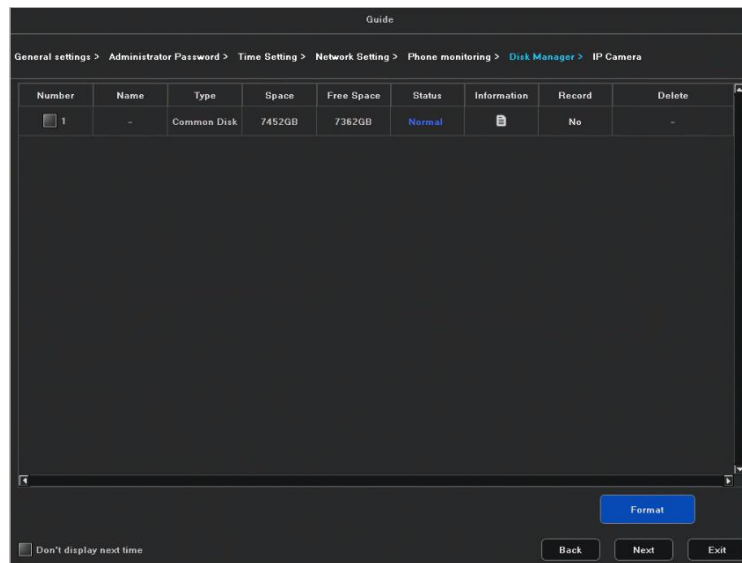 Guide
General settings > Administrator Password > Time Setting > Network Setting > Phone monitoring > Disk Manager > IP Camera
Number Name Type Space Free Space Status Information Record Delete
1 - Common Disk 7452GB 7362GB Normal No -
Format
Don't display next time Back Next Exit